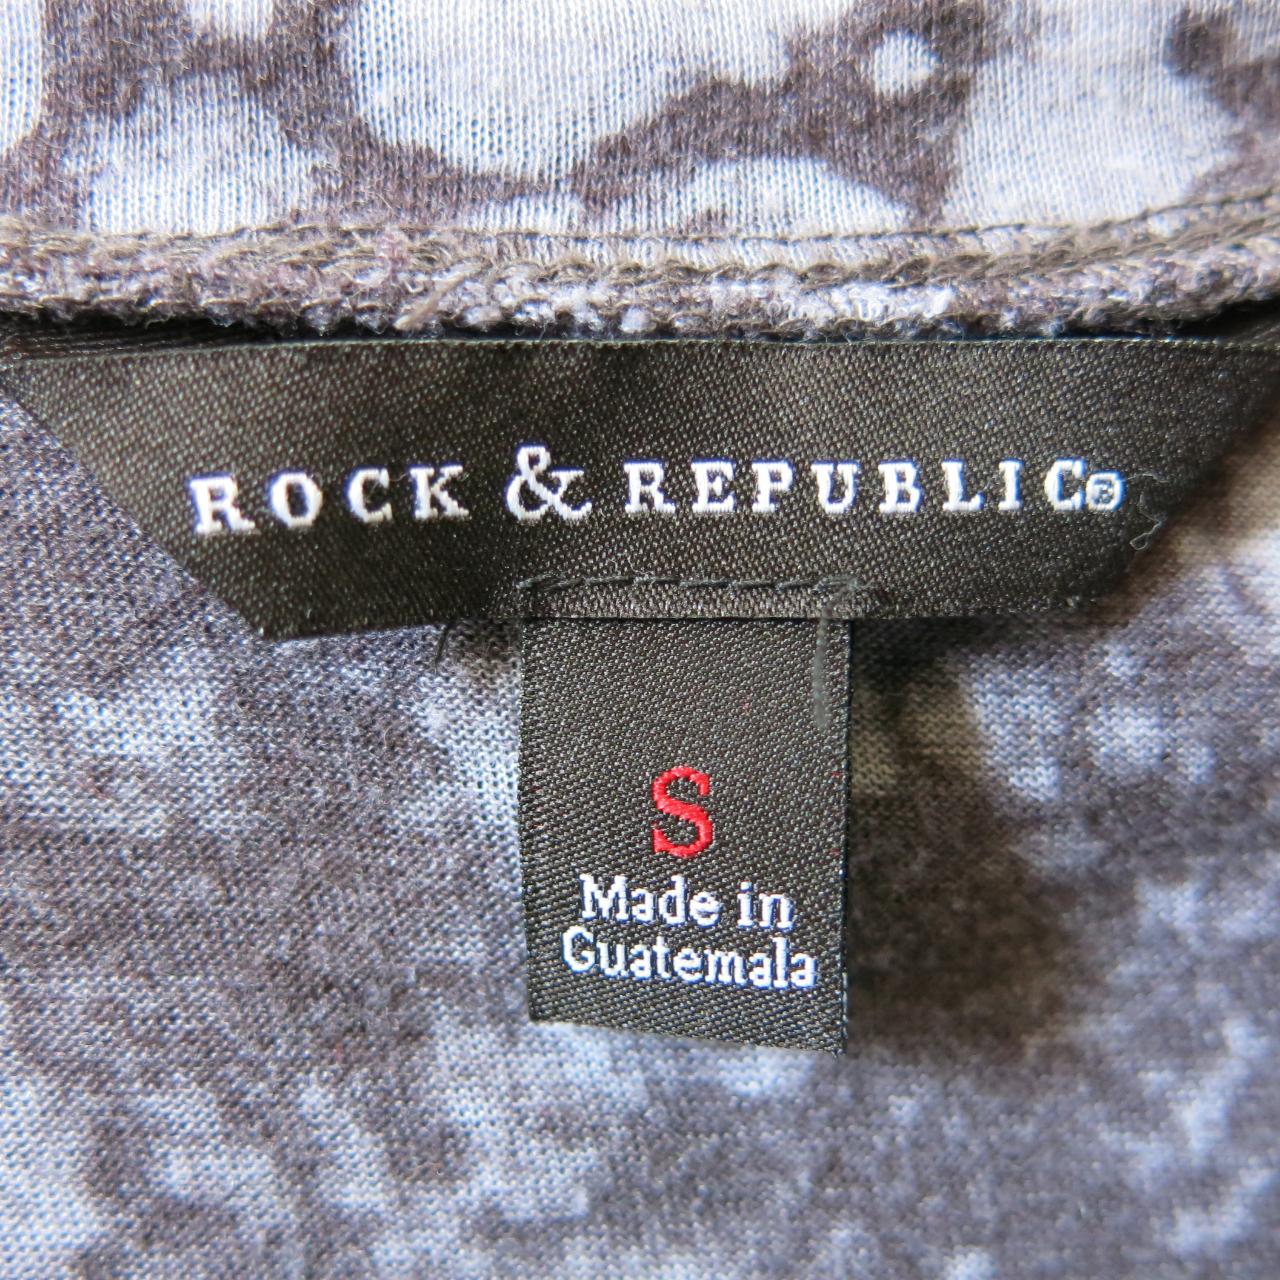 ROCK & REPUBLIC®
S
Made in
Guatemala